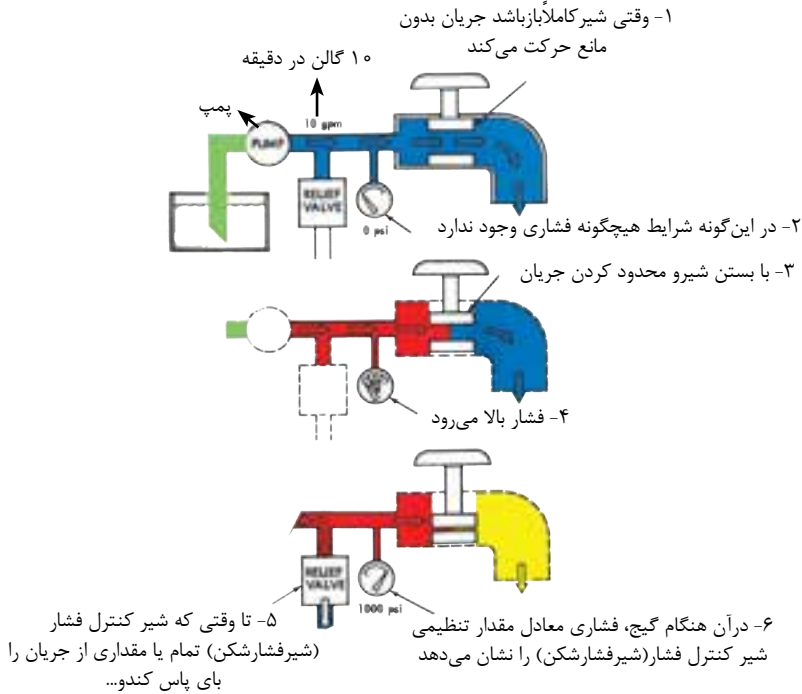 ۱- وقتی شیرکاملاًبازباشد جریان بدون
مانع حرکت می‌کند
۱۰ گالن در دقیقه
پمپ
10 gpm
PUMP
RELIEF
VALVE
0 psi
۲- در این‌گونه شرایط هیچگونه فشاری وجود ندارد
۳- با بستن شیرو محدود کردن جریان
۴- فشار بالا می‌رود
RELIEF
VALVE
1000 psi
۵- تا وقتی که شیر کنترل فشار
(شیرفشارشکن) تمام یا مقداری از جریان را
بای پاس کندو...
۶- درآن هنگام گیج، فشاری معادل مقدار تنظیمی
شیر کنترل فشار(شیرفشارشکن) را نشان می‌دهد